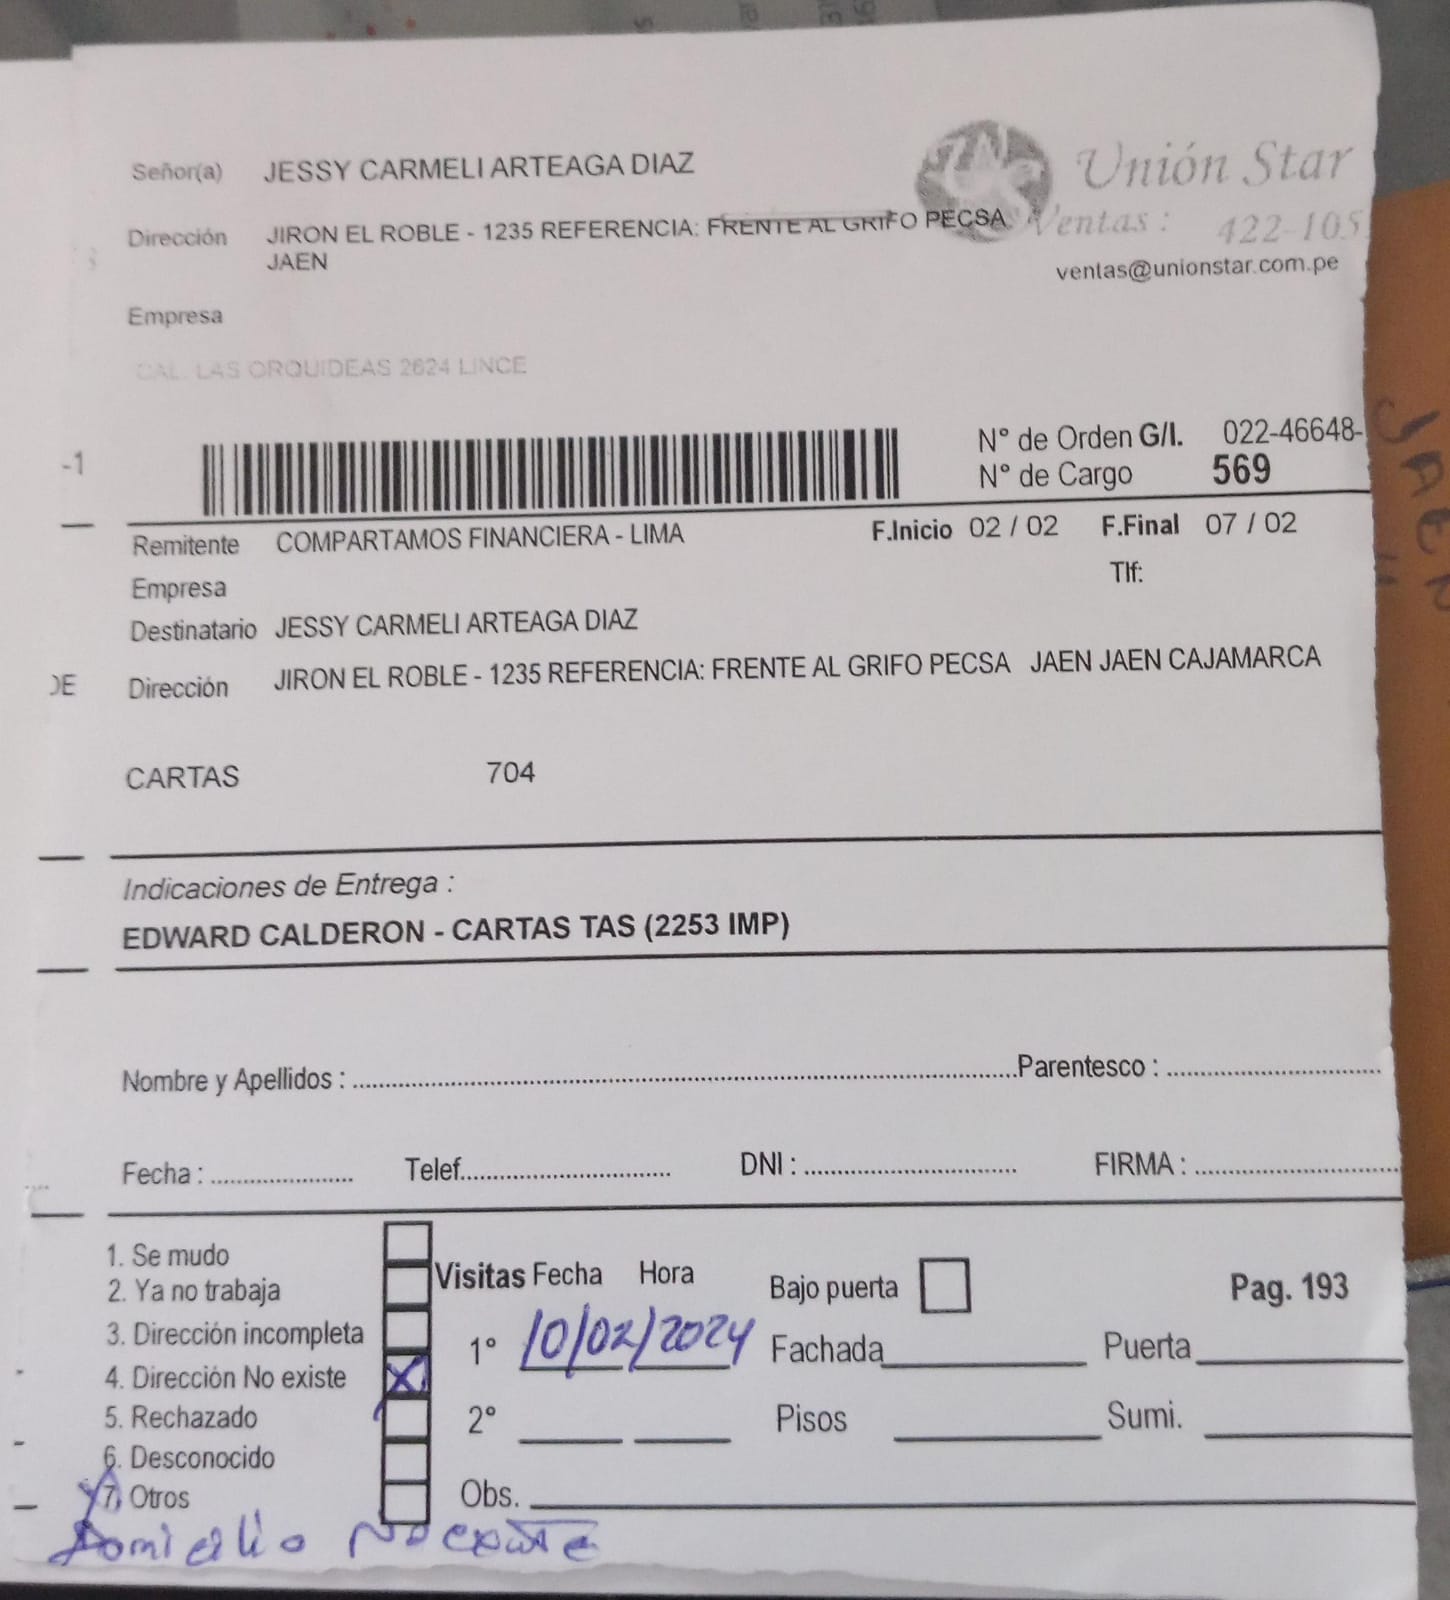 Señor(a) JESSY CARMELI ARTEAGA DIAZ
Unión Star
Dirección JIRON EL ROBLE - 1235 REFERENCIA: FRENTE AL GRIFO PECSA
Ventas : 422-105
JAEN
ventas@unionstar.com.pe
Empresa
CAL. LAS ORQUIDEAS 2624 LINCE
-1
N° de Orden G/I. 022-46648-
N° de Cargo 569
Remitente COMPARTAMOS FINANCIERA - LIMA F.Inicio 02 / 02 F.Final 07 / 02
Empresa Tlf:
Destinatario JESSY CARMELI ARTEAGA DIAZ
DE Dirección JIRON EL ROBLE - 1235 REFERENCIA: FRENTE AL GRIFO PECSA JAEN JAEN CAJAMARCA
CARTAS 704
Indicaciones de Entrega :
EDWARD CALDERON - CARTAS TAS (2253 IMP)
Nombre y Apellidos : Parentesco :
Fecha : Telef. DNI : FIRMA :
1. Se mudo
2. Ya no trabaja
3. Dirección incompleta
4. Dirección No existe X
5. Rechazado
6. Desconocido
7. Otros
Visitas Fecha Hora Bajo puerta Pag. 193
1° 10/02/2024 Fachada Puerta
2° Pisos Sumi.
Obs.
Domicilio No existe
JAEN